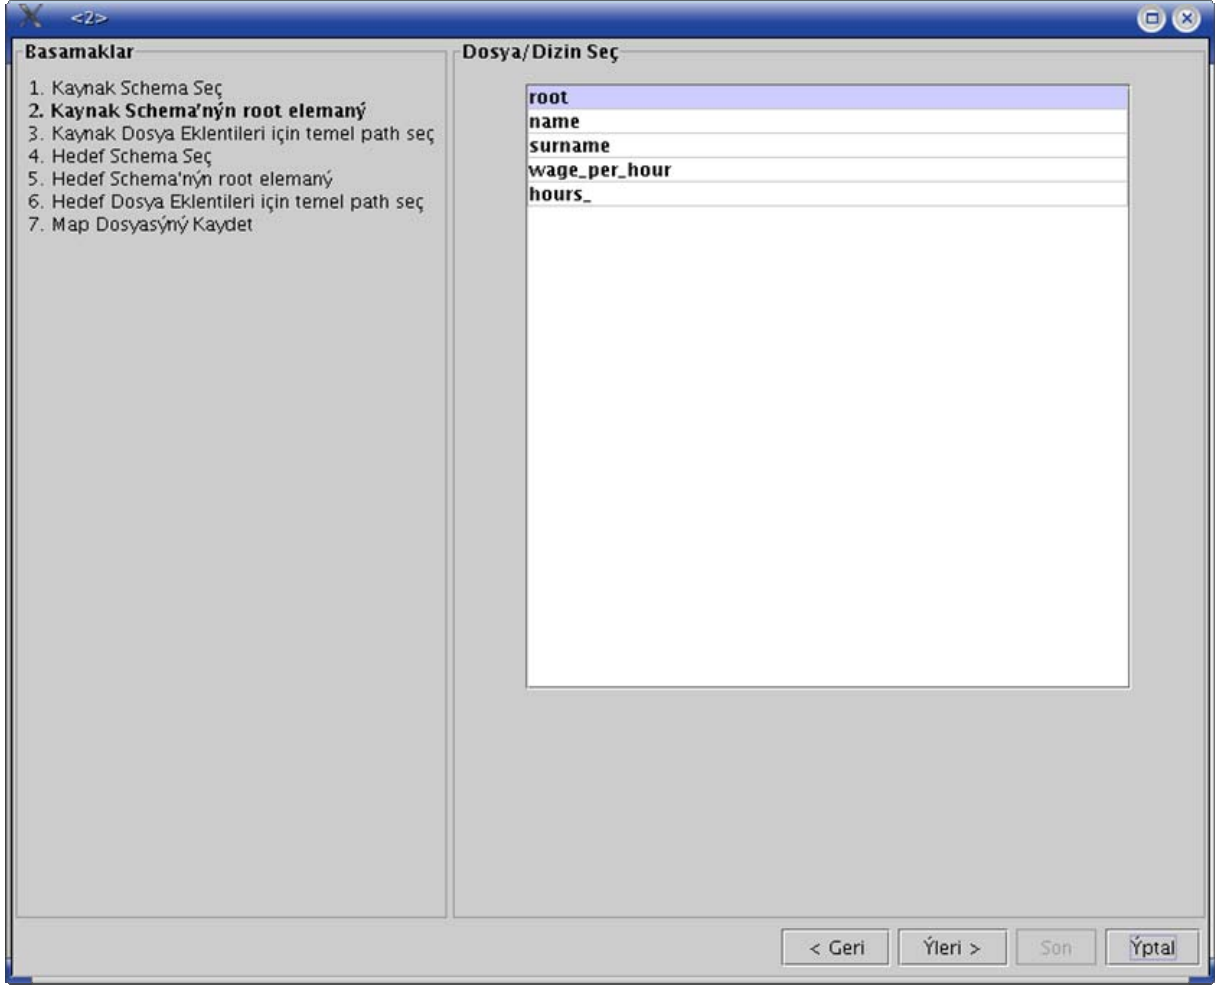 <2>
Basamaklar
1. Kaynak Schema Seç
2. Kaynak Schema'nýn root elemaný
3. Kaynak Dosya Eklentileri için temel path seç
4. Hedef Schema Seç
5. Hedef Schema'nýn root elemaný
6. Hedef Dosya Eklentileri için temel path seç
7. Map Dosyasýný Kaydet
Dosya/Dizin Seç
root
name
surname
wage_per_hour
hours_
< Geri
Ýleri >
Son
Ýptal